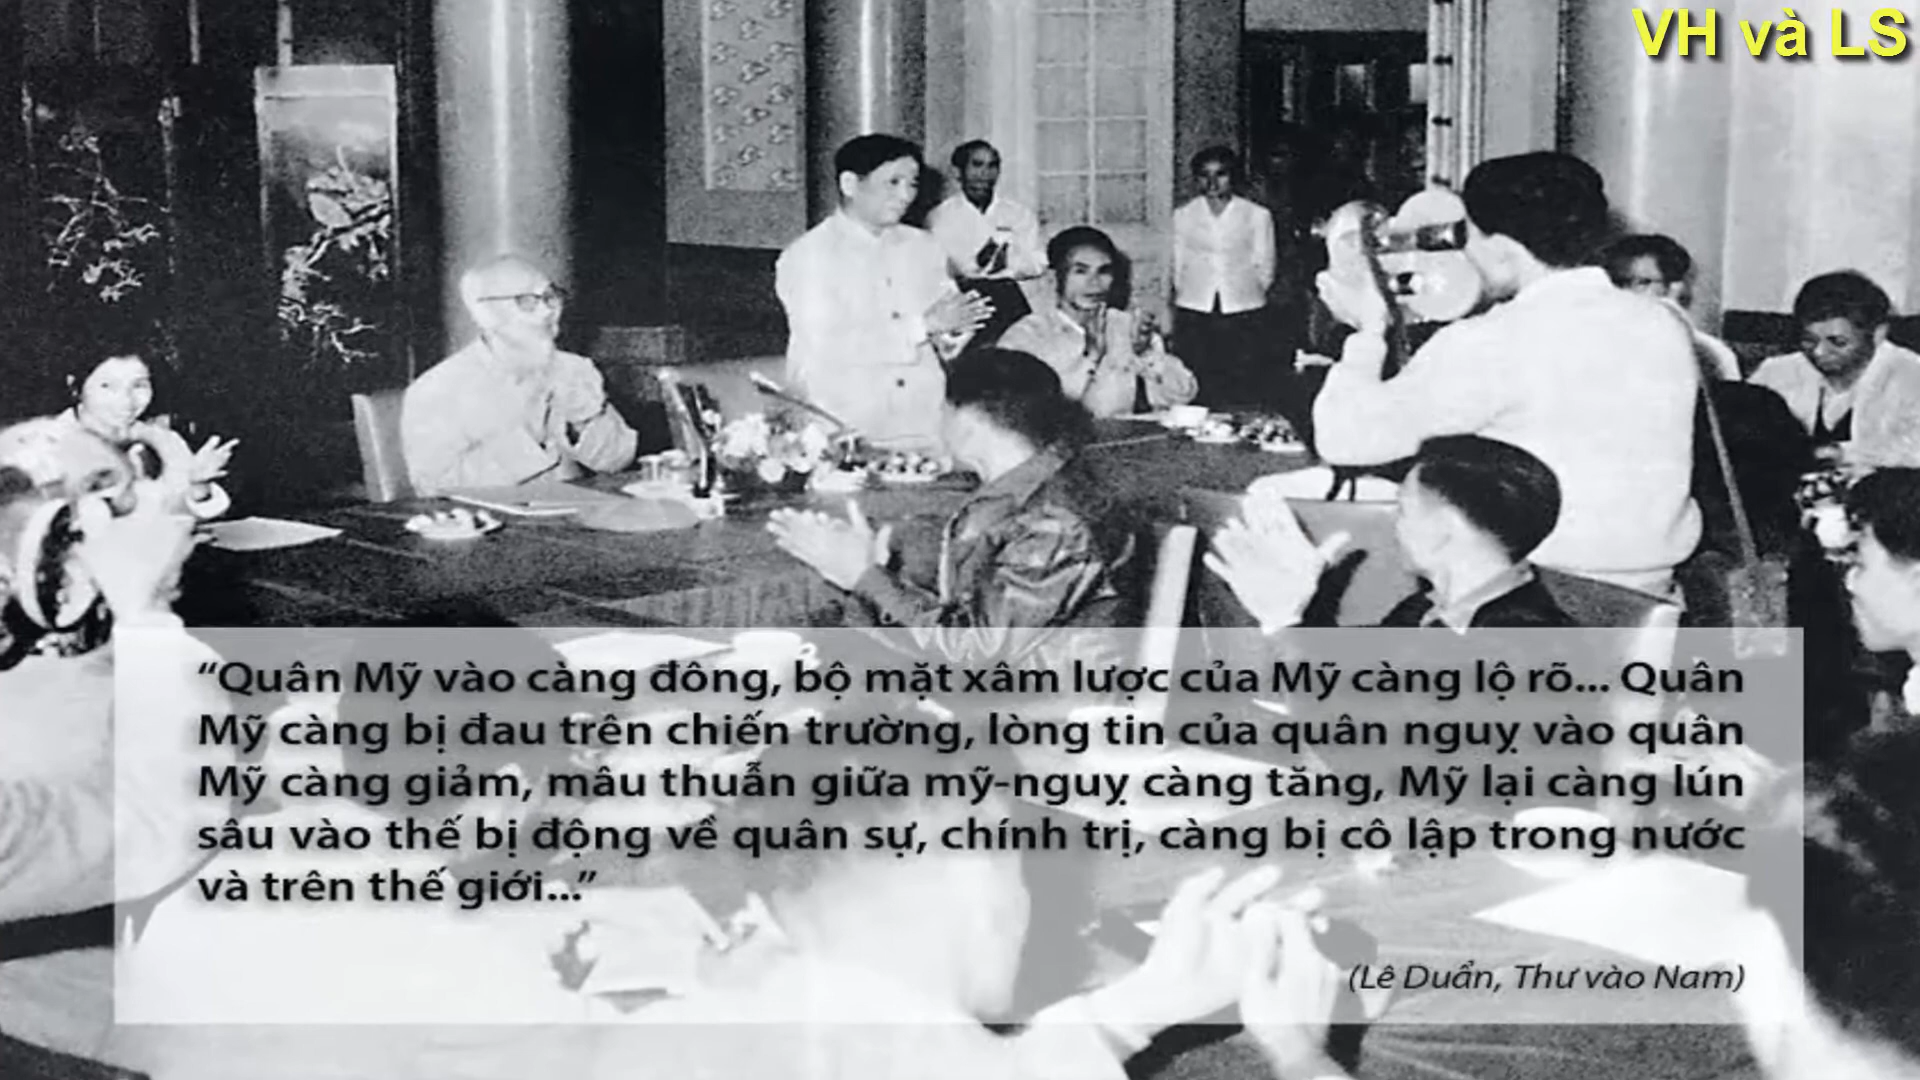 VH và LS
“Quân Mỹ vào càng đông, bộ mặt xâm lược của Mỹ càng lộ rõ... Quân
Mỹ càng bị đau trên chiến trường, lòng tin của quân nguỵ vào quân
Mỹ càng giảm, mâu thuẫn giữa mỹ-nguỵ càng tăng, Mỹ lại càng lún
sâu vào thế bị động về quân sự, chính trị, càng bị cô lập trong nước
và trên thế giới...”
(Lê Duẩn, Thư vào Nam)